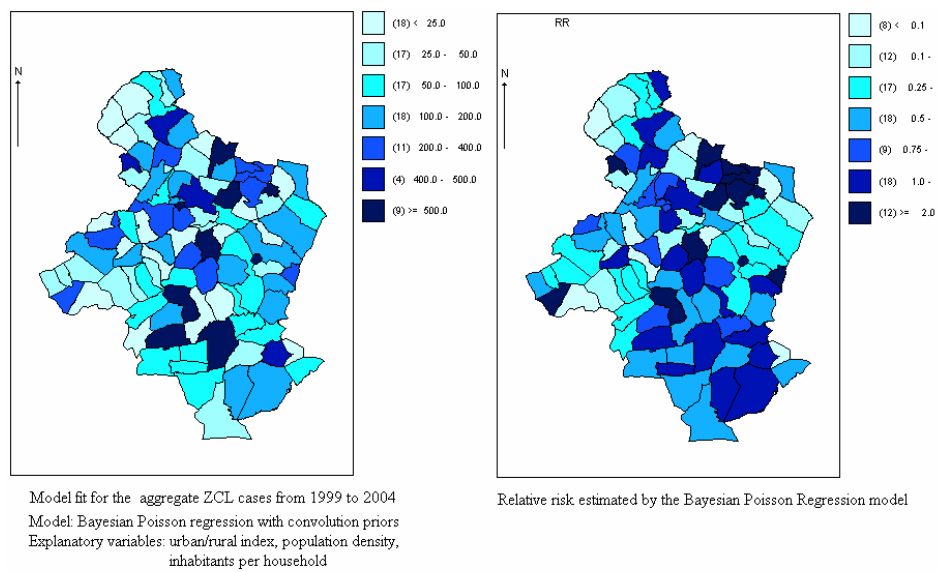 N
(18) < 25.0
(17) 25.0 - 50.0
(17) 50.0 - 100.0
(18) 100.0 - 200.0
(11) 200.0 - 400.0
(4) 400.0 - 500.0
(9) >= 500.0
Model fit for the aggregate ZCL cases from 1999 to 2004
Model: Bayesian Poisson regression with convolution priors
Explanatory variables: urban/rural index, population density,
inhabitants per household
RR
N
(8) < 0.1
(12) 0.1 -
(17) 0.25 -
(18) 0.5 -
(9) 0.75 -
(18) 1.0 -
(12) >= 2.0
Relative risk estimated by the Bayesian Poisson Regression model